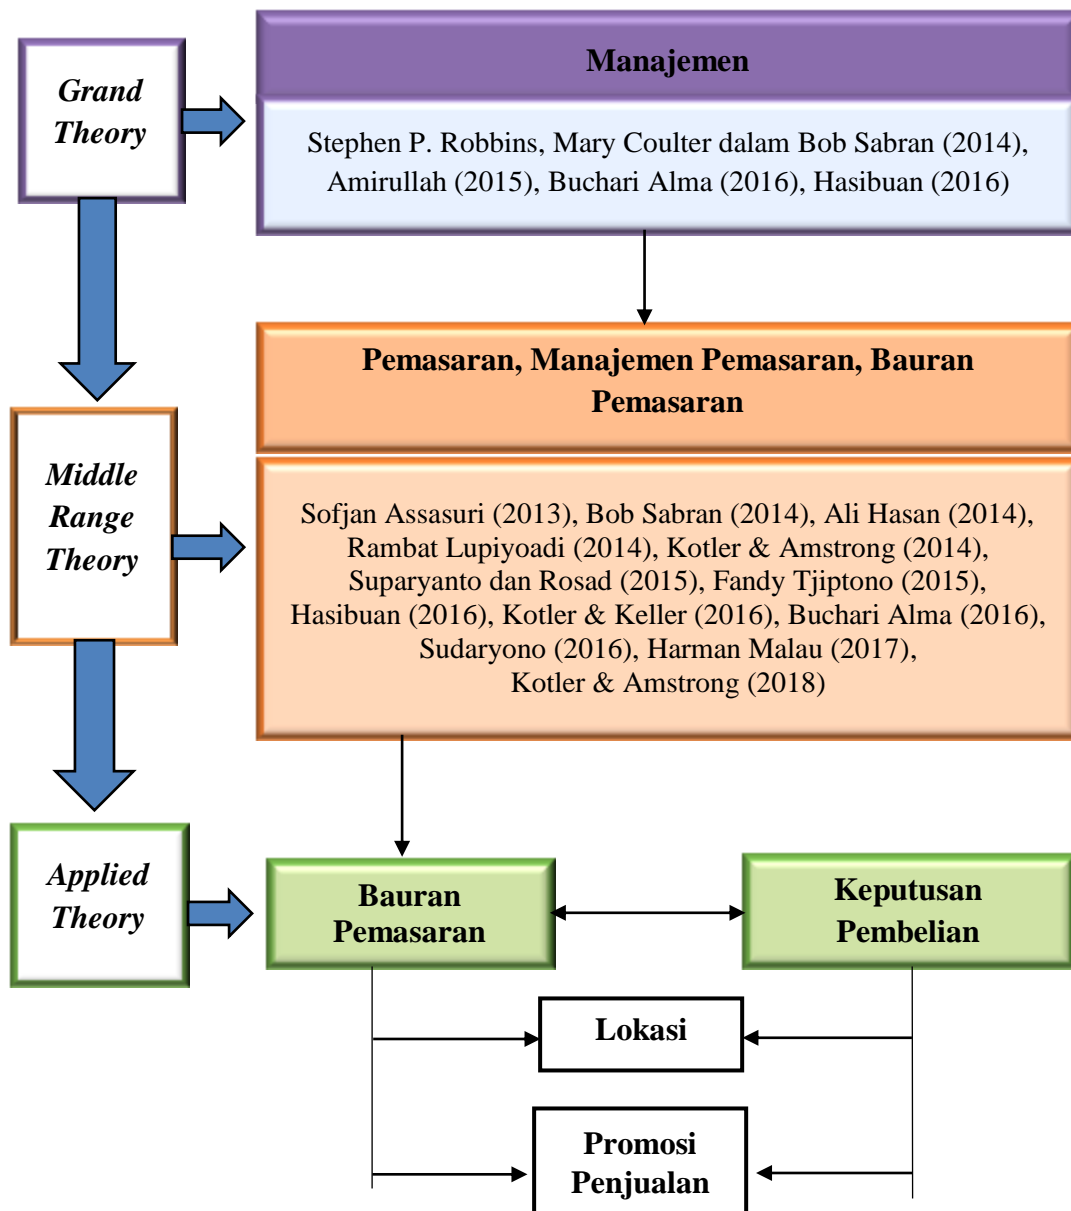 Grand
Theory
Manajemen
Stephen P. Robbins, Mary Coulter dalam Bob Sabran (2014),
Amirullah (2015), Buchari Alma (2016), Hasibuan (2016)
Middle
Range
Theory
Pemasaran, Manajemen Pemasaran, Bauran
Pemasaran
Sofjan Assasuri (2013), Bob Sabran (2014), Ali Hasan (2014),
Rambat Lupiyoadi (2014), Kotler & Amstrong (2014),
Suparyanto dan Rosad (2015), Fandy Tjiptono (2015),
Hasibuan (2016), Kotler & Keller (2016), Buchari Alma (2016),
Sudaryono (2016), Harman Malau (2017),
Kotler & Amstrong (2018)
Applied
Theory
Bauran
Pemasaran
Keputusan
Pembelian
Lokasi
Promosi
Penjualan